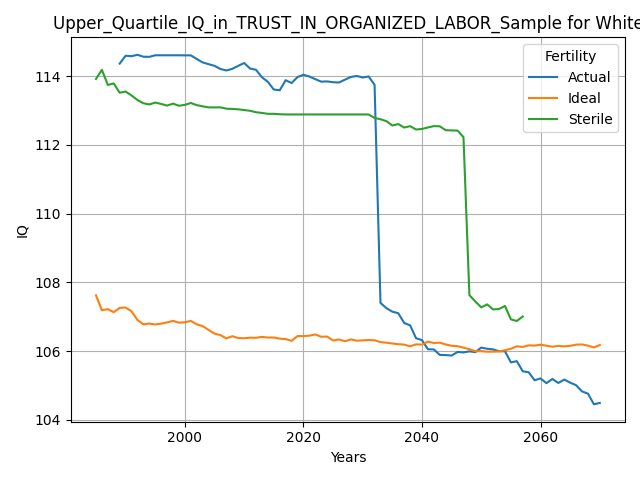 Upper_Quartile_IQ_in_TRUST_IN_ORGANIZED_LABOR_Sample for White
Fertility
Actual
Ideal
Sterile
IQ
114
112
110
108
106
104
2000
2020
2040
2060
Years